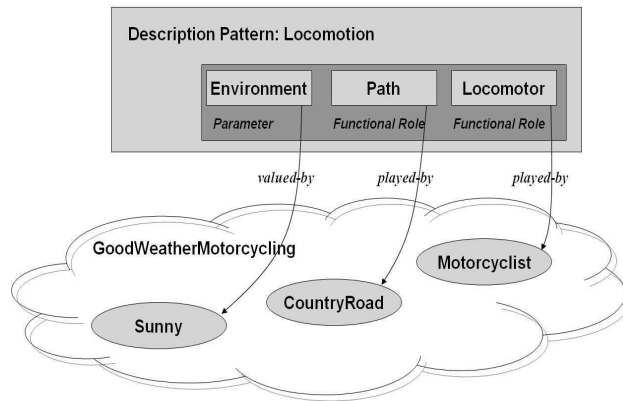 Description Pattern: Locomotion
Environment Path Locomotor
Parameter Functional Role Functional Role
valued-by played-by played-by
GoodWeatherMotorcycling
Motorcyclist
CountryRoad
Sunny